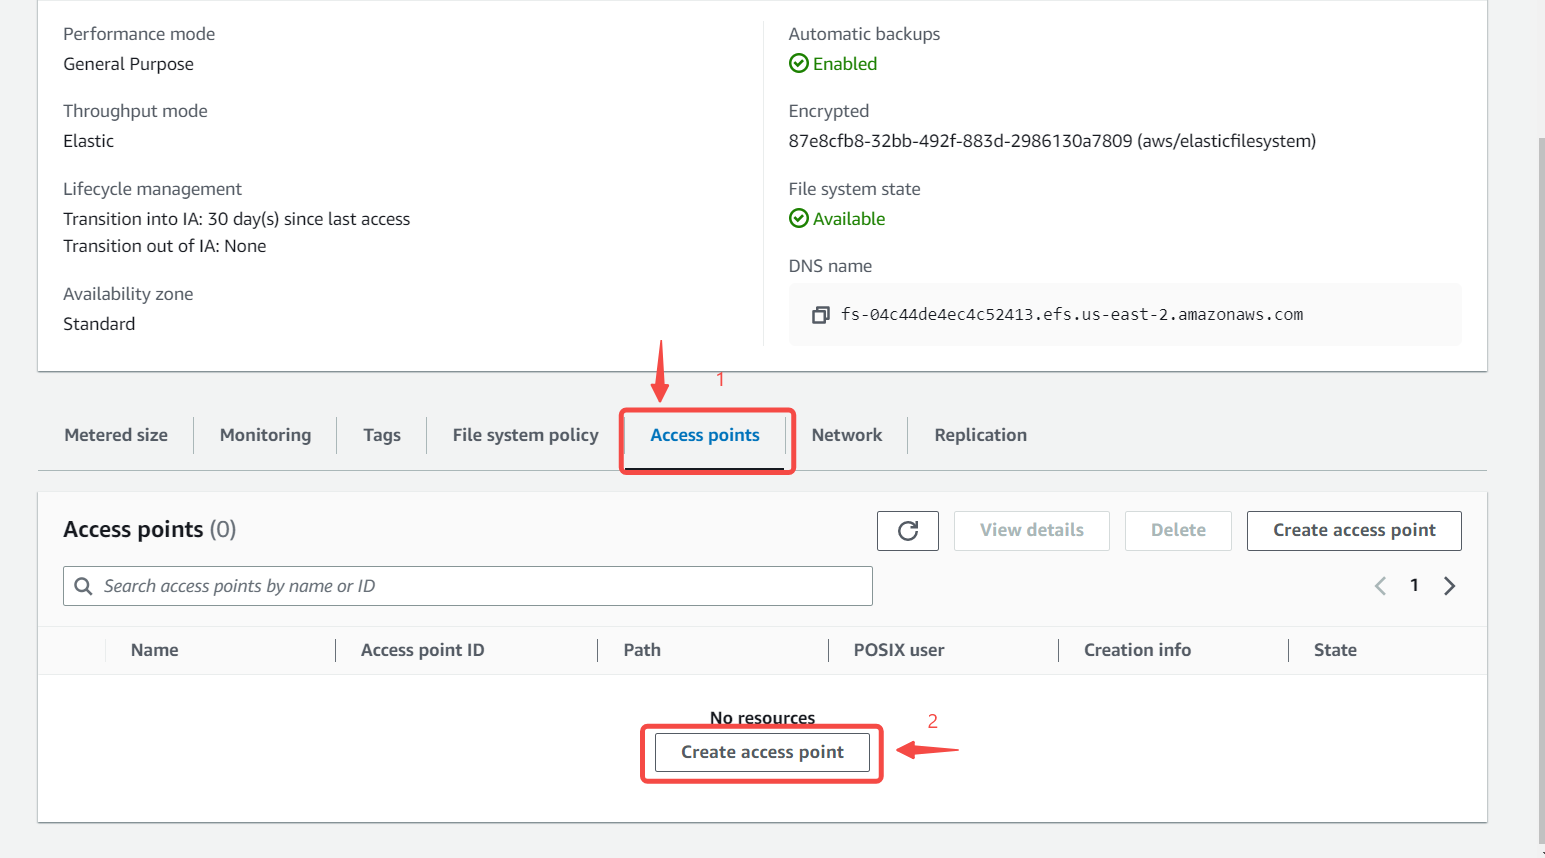 Performance mode
General Purpose
Throughput mode
Elastic
Lifecycle management
Transition into IA: 30 day(s) since last access
Transition out of IA: None
Availability zone
Standard
Automatic backups
Enabled
Encrypted
87e8cfb8-32bb-492f-883d-2986130a7809 (aws/elasticfilesystem)
File system state
Available
DNS name
fs-04c44de4ec4c52413.efs.us-east-2.amazonaws.com
1
Metered size Monitoring Tags File system policy Access points Network Replication
Access points (0) View details Delete Create access point
Search access points by name or ID 1
Name Access point ID Path POSIX user Creation info State
No resources
2
Create access point